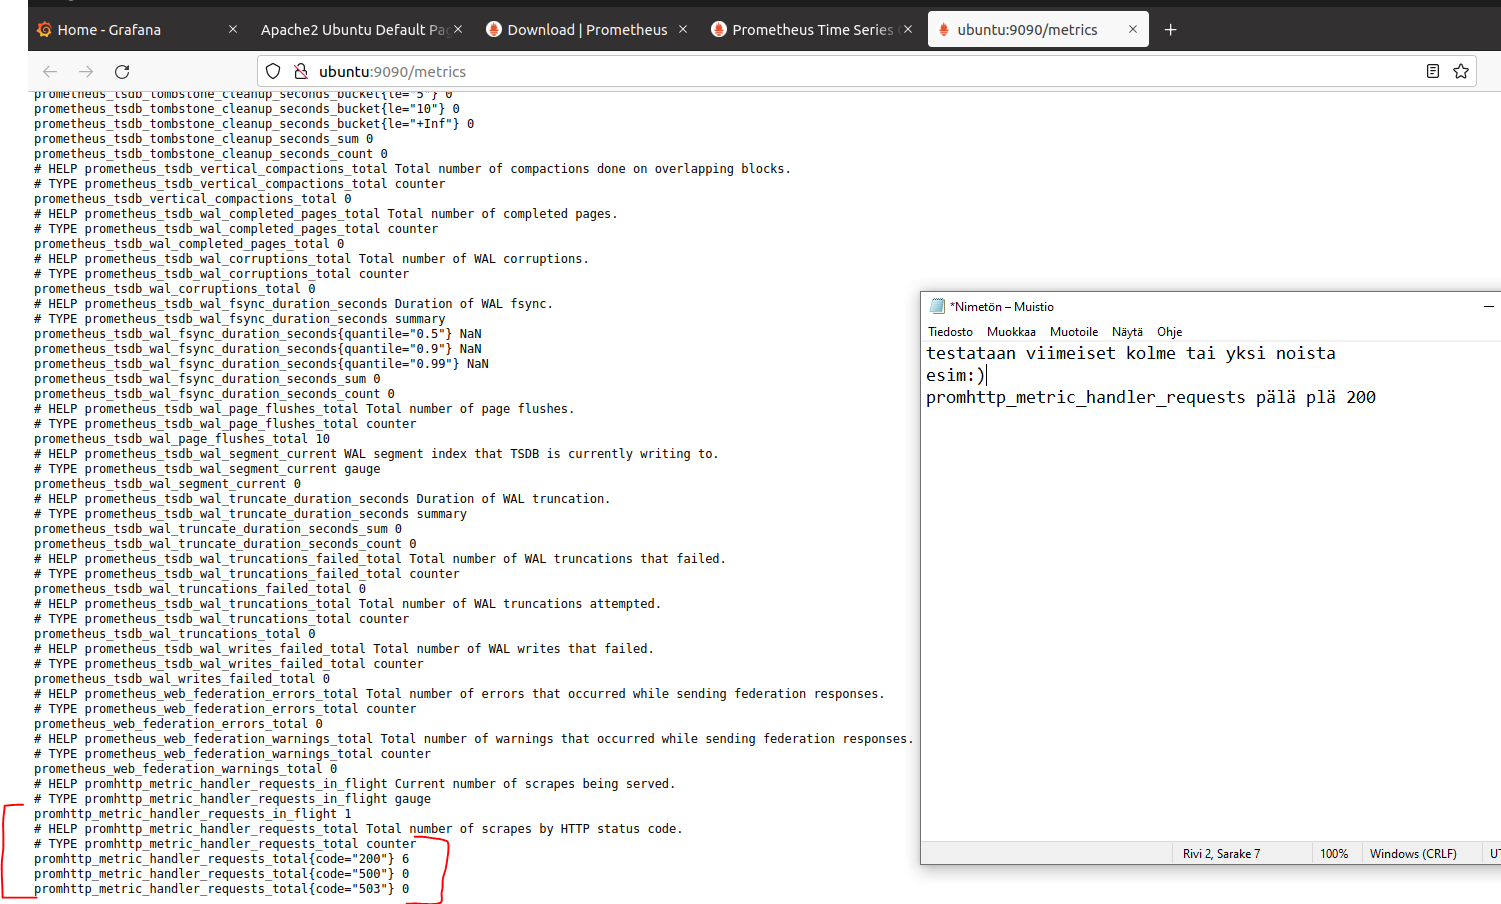 Home - Grafana
Apache2 Ubuntu Default Pag
Download | Prometheus
Prometheus Time Series
ubuntu:9090/metrics
ubuntu:9090/metrics
prometheus_tsdb_tombstone_cleanup_seconds_bucket{le="5"} 0
prometheus_tsdb_tombstone_cleanup_seconds_bucket{le="10"} 0
prometheus_tsdb_tombstone_cleanup_seconds_bucket{le="+Inf"} 0
prometheus_tsdb_tombstone_cleanup_seconds_sum 0
prometheus_tsdb_tombstone_cleanup_seconds_count 0
# HELP prometheus_tsdb_vertical_compactions_total Total number of compactions done on overlapping blocks.
# TYPE prometheus_tsdb_vertical_compactions_total counter
prometheus_tsdb_vertical_compactions_total 0
# HELP prometheus_tsdb_wal_completed_pages_total Total number of completed pages.
# TYPE prometheus_tsdb_wal_completed_pages_total counter
prometheus_tsdb_wal_completed_pages_total 0
# HELP prometheus_tsdb_wal_corruptions_total Total number of WAL corruptions.
# TYPE prometheus_tsdb_wal_corruptions_total counter
prometheus_tsdb_wal_corruptions_total 0
# HELP prometheus_tsdb_wal_fsync_duration_seconds Duration of WAL fsync.
# TYPE prometheus_tsdb_wal_fsync_duration_seconds summary
prometheus_tsdb_wal_fsync_duration_seconds{quantile="0.5"} NaN
prometheus_tsdb_wal_fsync_duration_seconds{quantile="0.9"} NaN
prometheus_tsdb_wal_fsync_duration_seconds{quantile="0.99"} NaN
prometheus_tsdb_wal_fsync_duration_seconds_sum 0
prometheus_tsdb_wal_fsync_duration_seconds_count 0
# HELP prometheus_tsdb_wal_page_flushes_total Total number of page flushes.
# TYPE prometheus_tsdb_wal_page_flushes_total counter
prometheus_tsdb_wal_page_flushes_total 10
# HELP prometheus_tsdb_wal_segment_current WAL segment index that TSDB is currently writing to.
# TYPE prometheus_tsdb_wal_segment_current gauge
prometheus_tsdb_wal_segment_current 0
# HELP prometheus_tsdb_wal_truncate_duration_seconds Duration of WAL truncation.
# TYPE prometheus_tsdb_wal_truncate_duration_seconds summary
prometheus_tsdb_wal_truncate_duration_seconds_sum 0
prometheus_tsdb_wal_truncate_duration_seconds_count 0
# HELP prometheus_tsdb_wal_truncations_failed_total Total number of WAL truncations that failed.
# TYPE prometheus_tsdb_wal_truncations_failed_total counter
prometheus_tsdb_wal_truncations_failed_total 0
# HELP prometheus_tsdb_wal_truncations_total Total number of WAL truncations attempted.
# TYPE prometheus_tsdb_wal_truncations_total counter
prometheus_tsdb_wal_truncations_total 0
# HELP prometheus_tsdb_wal_writes_failed_total Total number of WAL writes that failed.
# TYPE prometheus_tsdb_wal_writes_failed_total counter
prometheus_tsdb_wal_writes_failed_total 0
# HELP prometheus_web_federation_errors_total Total number of errors that occurred while sending federation responses.
# TYPE prometheus_web_federation_errors_total counter
prometheus_web_federation_errors_total 0
# HELP prometheus_web_federation_warnings_total Total number of warnings that occurred while sending federation responses.
# TYPE prometheus_web_federation_warnings_total counter
prometheus_web_federation_warnings_total 0
# HELP promhttp_metric_handler_requests_in_flight Current number of scrapes being served.
# TYPE promhttp_metric_handler_requests_in_flight gauge
promhttp_metric_handler_requests_in_flight 1
# HELP promhttp_metric_handler_requests_total Total number of scrapes by HTTP status code.
# TYPE promhttp_metric_handler_requests_total counter
promhttp_metric_handler_requests_total{code="200"} 6
promhttp_metric_handler_requests_total{code="500"} 0
promhttp_metric_handler_requests_total{code="503"} 0
*Nimetön – Muistio
Tiedosto Muokkaa Muotoile Näytä Ohje
testataan viimeiset kolme tai yksi noista
esim:)
promhttp_metric_handler_requests pälä plä 200
Rivi 2, Sarake 7 100% Windows (CRLF) UT